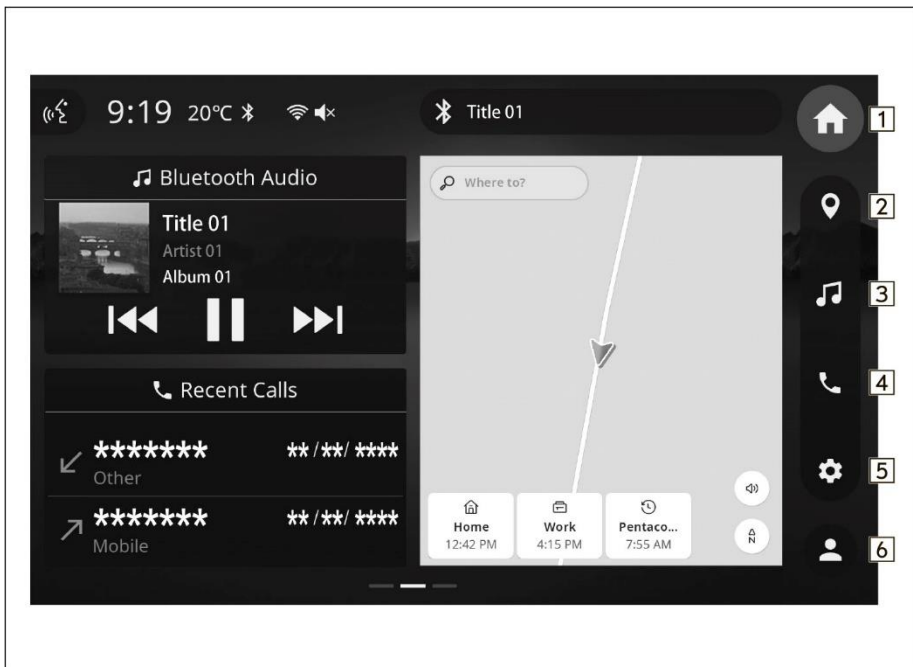 9:19 20°C
Title 01
1
Bluetooth Audio
Title 01
Artist 01
Album 01
Where to?
2
3
Recent Calls
4
******* **/**/****
Other
5
******* **/**/****
Mobile
Home
12:42 PM
Work
4:15 PM
Pentaco...
7:55 AM
N
6